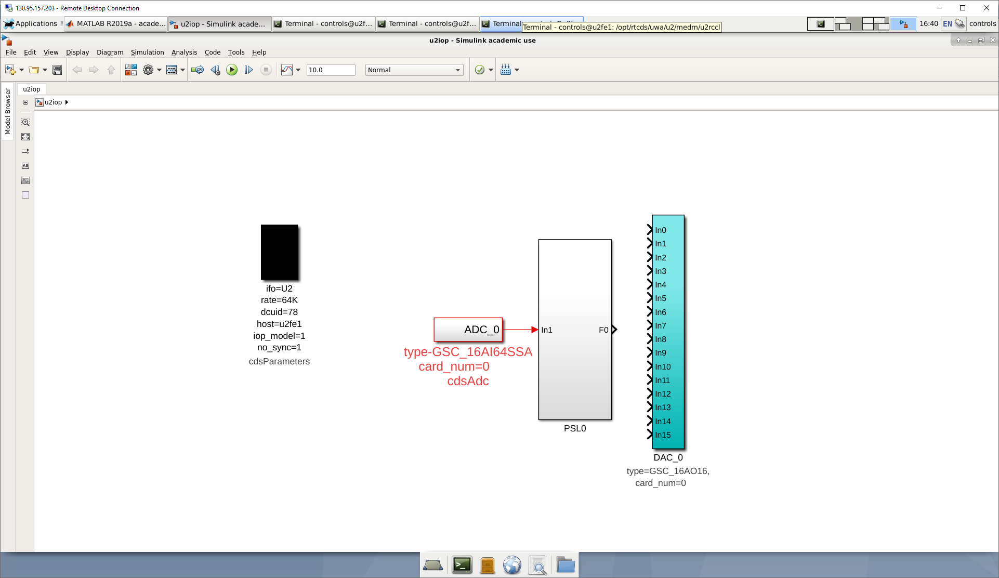 130.95.157.203 - Remote Desktop Connection
Applications
MATLAB R2019a - acade...
u2iop - Simulink acade...
Terminal - controls@u2f...
Terminal - controls@u2f...
Terminal
Terminal - controls@u2fe1: /opt/rtcds/uwa/u2/medm/u2rccl
16:40
EN
controls
u2iop - Simulink academic use
File Edit View Display Diagram Simulation Analysis Code Tools Help
10.0
Normal
Model Browser
u2iop
u2iop
ifo=U2
rate=64K
dcuid=78
host=u2fe1
iop_model=1
no_sync=1
cdsParameters
ADC_0
type-GSC_16AI64SSA
card_num=0
cdsAdc
In1
F0
PSL0
In0
In1
In2
In3
In4
In5
In6
In7
In8
In9
In10
In11
In12
In13
In14
In15
DAC_0
type=GSC_16AO16,
card_num=0